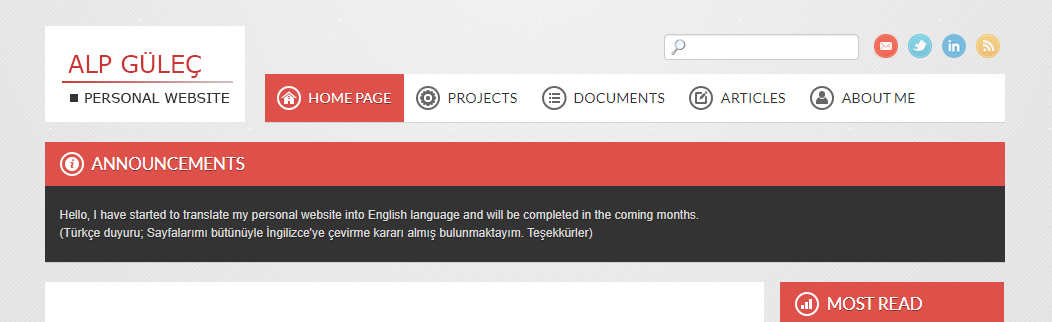 ALP GÜLEÇ
PERSONAL WEBSITE
HOME PAGE
PROJECTS
DOCUMENTS
ARTICLES
ABOUT ME
ANNOUNCEMENTS
Hello, I have started to translate my personal website into English language and will be completed in the coming months.
(Türkçe duyuru; Sayfalarımı bütünüyle İngilizce'ye çevirme kararı almış bulunmaktayım. Teşekkürler)
MOST READ